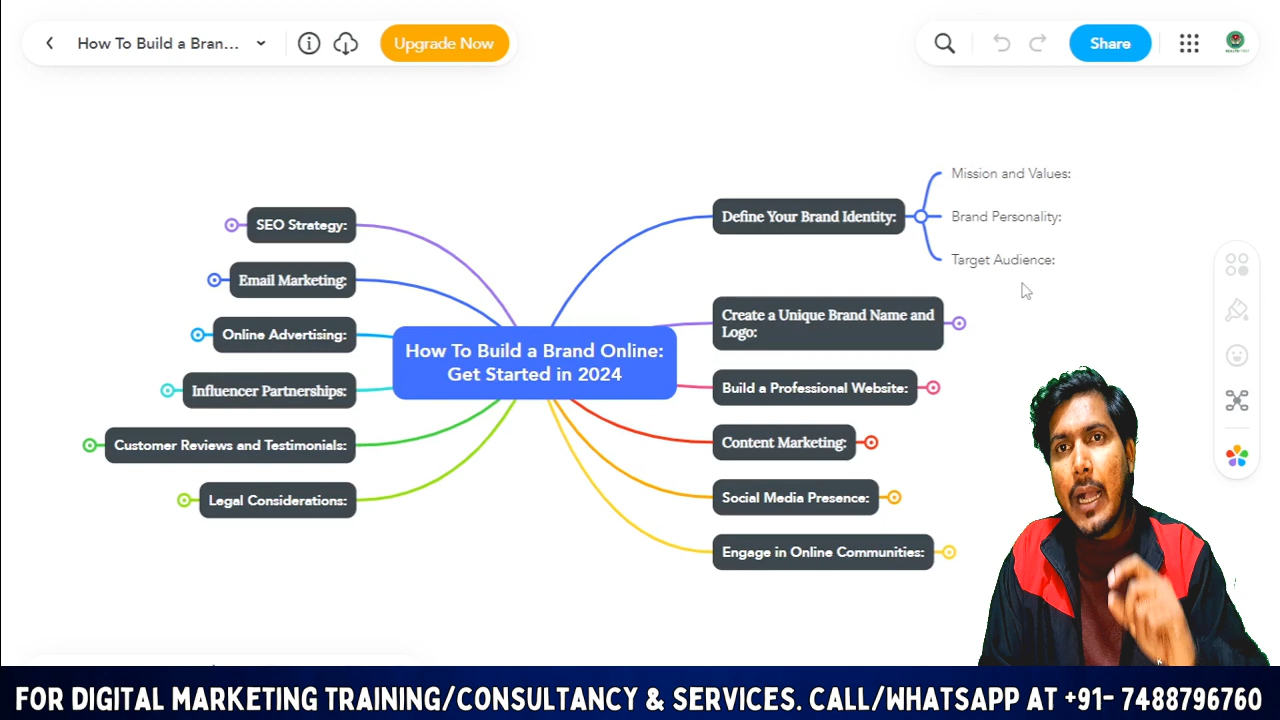 How To Build a Bran...
Upgrade Now
Share
Mission and Values:
Define Your Brand Identity:
Brand Personality:
Target Audience:
Create a Unique Brand Name and
Logo:
Build a Professional Website:
Content Marketing:
Social Media Presence:
Engage in Online Communities:
How To Build a Brand Online:
Get Started in 2024
SEO Strategy:
Email Marketing:
Online Advertising:
Influencer Partnerships:
Customer Reviews and Testimonials:
Legal Considerations:
FOR DIGITAL MARKETING TRAINING/CONSULTANCY & SERVICES. CALL/WHATSAPP AT +91- 7488796760